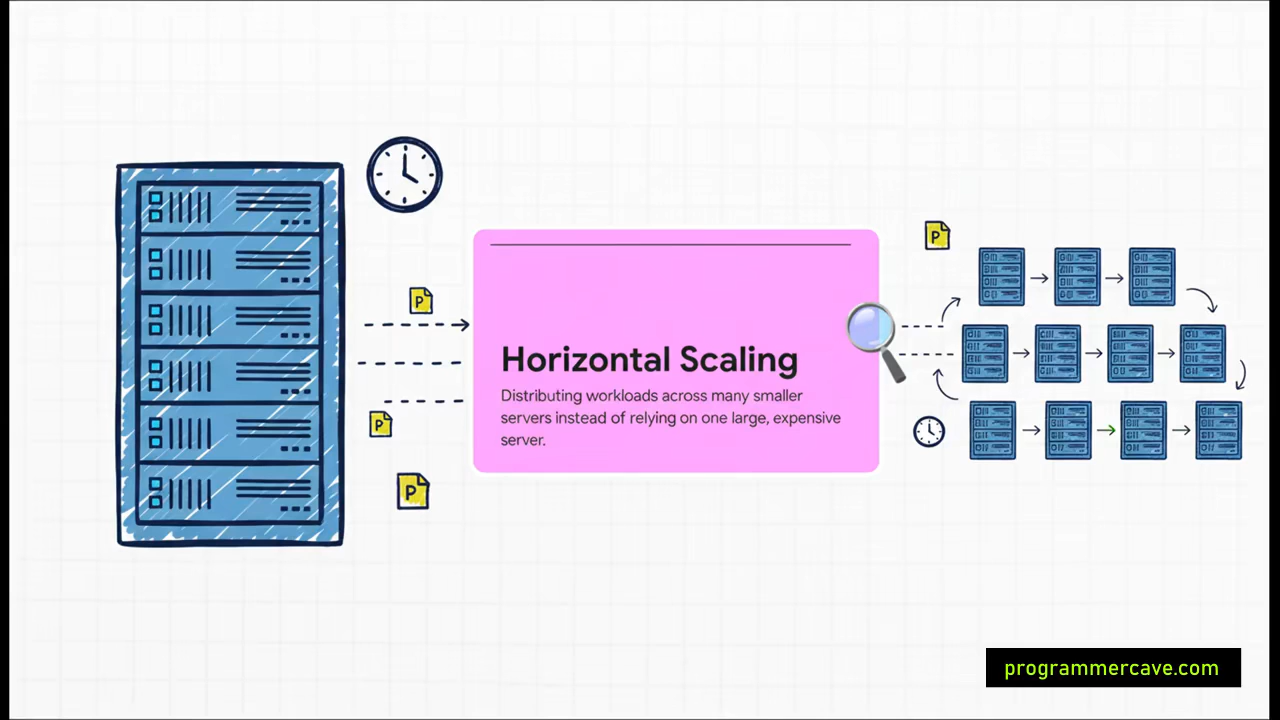 P
P
P
P
Horizontal Scaling
Distributing workloads across many smaller
servers instead of relying on one large, expensive
server.
programmercave.com